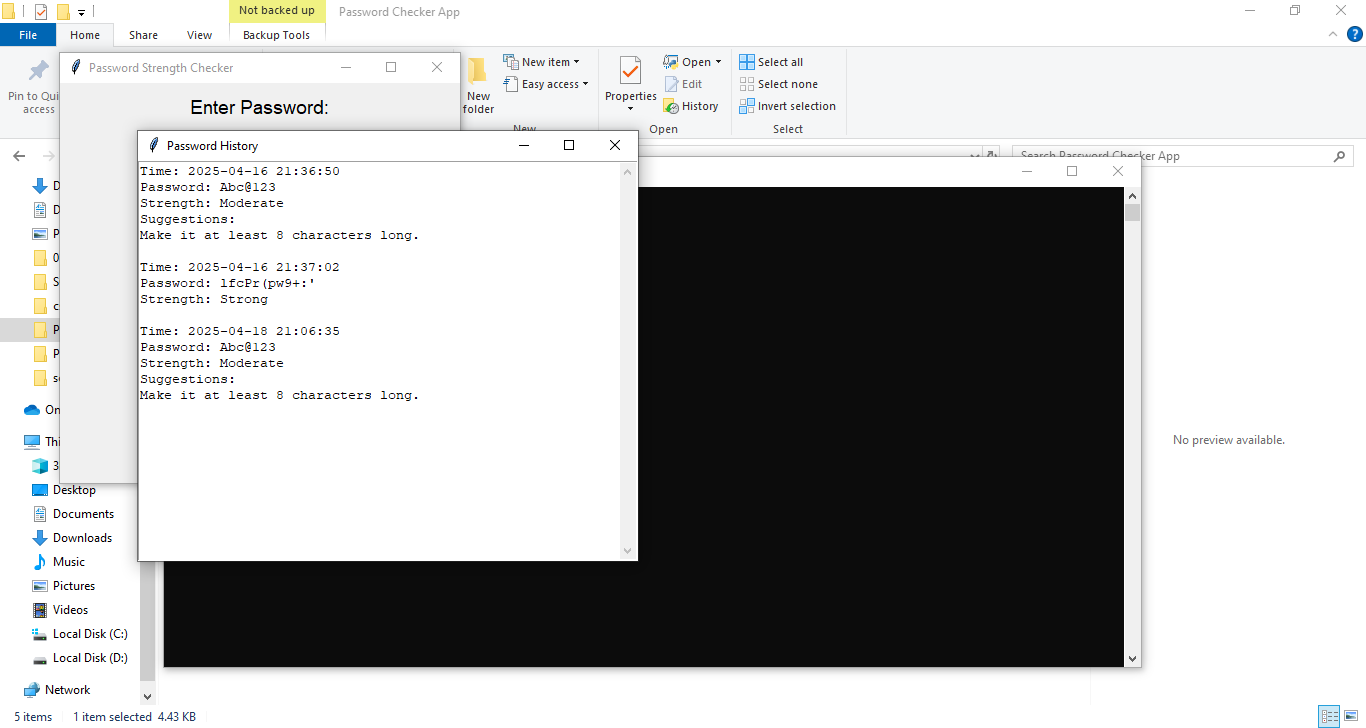 Not backed up
Password Checker App
File
Home
Share
View
Backup Tools
Password Strength Checker
Enter Password:
Pin to Qui
access
New
folder
New item
Easy access
New
Properties
Open
Edit
History
Open
Select all
Select none
Invert selection
Select
Search Password Checker App
Password History
Time: 2025-04-16 21:36:50
Password: Abc@123
Strength: Moderate
Suggestions:
Make it at least 8 characters long.
Time: 2025-04-16 21:37:02
Password: lfcPr(pw9+:'
Strength: Strong
Time: 2025-04-18 21:06:35
Password: Abc@123
Strength: Moderate
Suggestions:
Make it at least 8 characters long.
No preview available.
D
D
P
0
S
c
P
P
On
Thi
3
Desktop
Documents
Downloads
Music
Pictures
Videos
Local Disk (C:)
Local Disk (D:)
Network
5 items
1 item selected 4.43 KB